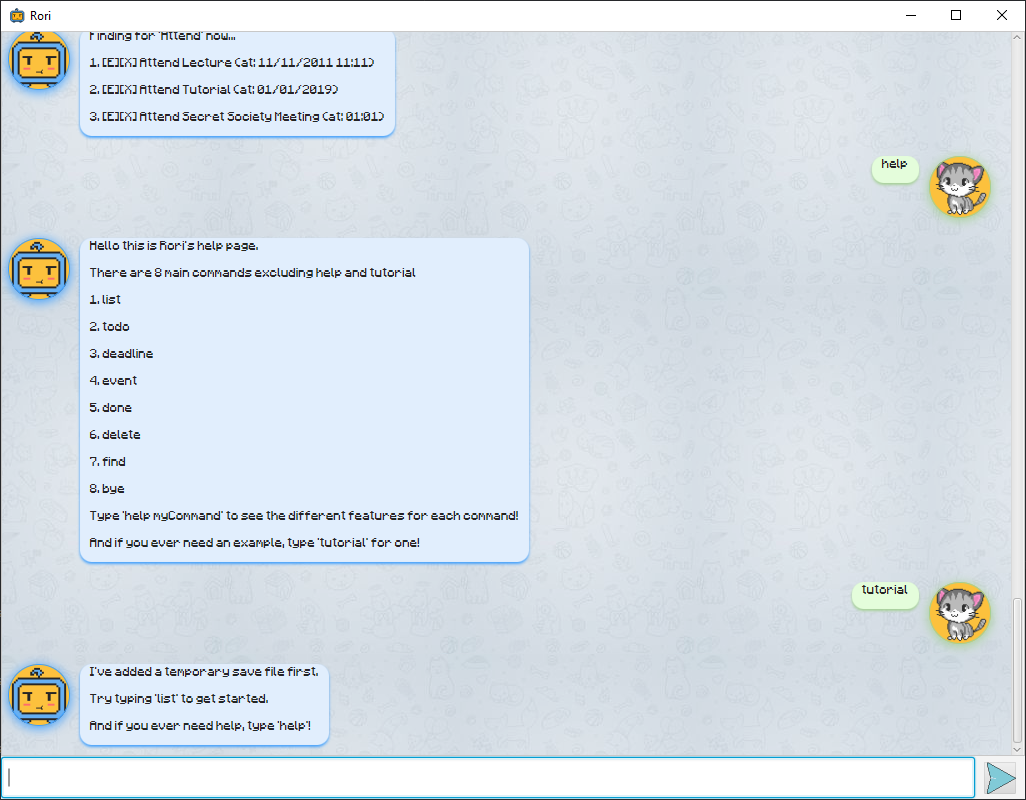 Rori
Finding for 'Attend' now...
1. [E][X] Attend Lecture (at: 11/11/2011 11:11)
2. [E][X] Attend Tutorial (at: 01/01/2019)
3. [E][X] Attend Secret Society Meeting (at: 01:01)
help
Hello this is Rori's help page.
There are 8 main commands excluding help and tutorial
1. list
2. todo
3. deadline
4. event
5. done
6. delete
7. find
8. bye
Type 'help myCommand' to see the different features for each command!
And if you ever need an example, type 'tutorial' for one!
tutorial
I've added a temporary save file first.
Try typing 'list' to get started.
And if you ever need help, type 'help'!